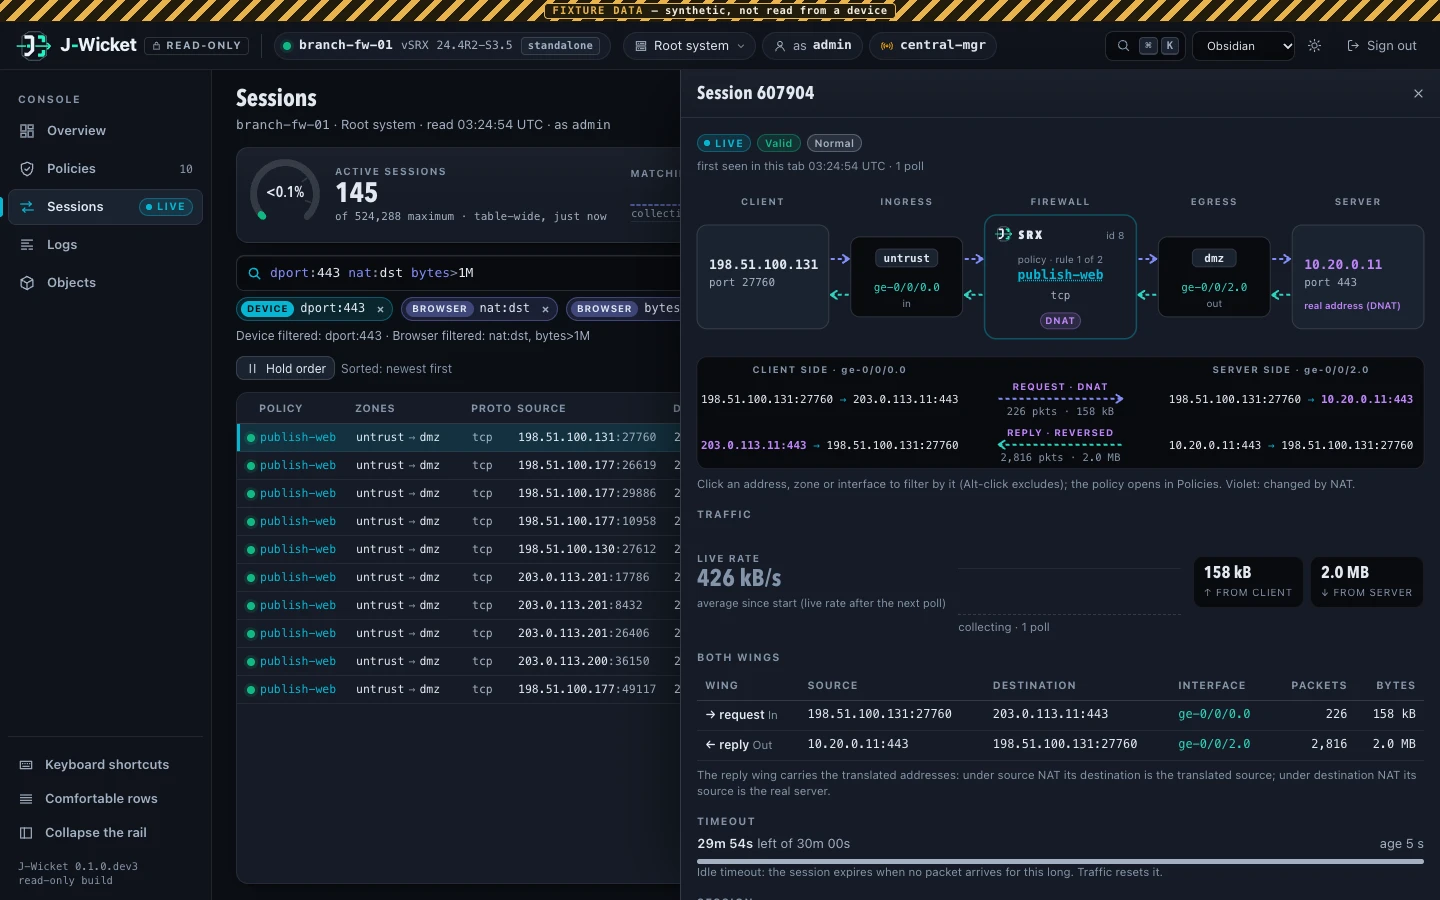 FIXTURE DATA — synthetic, not read from a device
J-Wicket READ-ONLY branch-fw-01 vSRX 24.4R2-S3.5 standalone Root system as admin central-mgr ⌘ K Obsidian Sign out
CONSOLE
Overview
Policies 10
Sessions LIVE
Logs
Objects
Keyboard shortcuts
Comfortable rows
Collapse the rail
J-Wicket 0.1.0.dev3
read-only build
Sessions
branch-fw-01 · Root system · read 03:24:54 UTC · as admin
<0.1%
ACTIVE SESSIONS
145
of 524,288 maximum · table-wide, just now
MATCHI
collecti
dport:443 nat:dst bytes>1M
DEVICE dport:443 × BROWSER nat:dst × BROWSER bytes
Device filtered: dport:443 · Browser filtered: nat:dst, bytes>1M
Hold order Sorted: newest first
POLICY ZONES PROTO SOURCE D
publish-web untrust → dmz tcp 198.51.100.131:27760 2
publish-web untrust → dmz tcp 198.51.100.177:26619 2
publish-web untrust → dmz tcp 198.51.100.177:29886 2
publish-web untrust → dmz tcp 198.51.100.177:10958 2
publish-web untrust → dmz tcp 198.51.100.130:27612 2
publish-web untrust → dmz tcp 203.0.113.201:17786 2
publish-web untrust → dmz tcp 203.0.113.201:8432 2
publish-web untrust → dmz tcp 203.0.113.201:26406 2
publish-web untrust → dmz tcp 203.0.113.200:36150 2
publish-web untrust → dmz tcp 198.51.100.177:49117 2
Session 607904 ×
LIVE Valid Normal
first seen in this tab 03:24:54 UTC · 1 poll
CLIENT INGRESS FIREWALL EGRESS SERVER
198.51.100.131
port 27760
untrust
ge-0/0/0.0
in
SRX id 8
policy · rule 1 of 2
publish-web
tcp
DNAT
dmz
ge-0/0/2.0
out
10.20.0.11
port 443
real address (DNAT)
CLIENT SIDE · ge-0/0/0.0 SERVER SIDE · ge-0/0/2.0
REQUEST · DNAT
198.51.100.131:27760 → 203.0.113.11:443 198.51.100.131:27760 → 10.20.0.11:443
226 pkts · 158 kB
REPLY · REVERSED
203.0.113.11:443 → 198.51.100.131:27760 10.20.0.11:443 → 198.51.100.131:27760
2,816 pkts · 2.0 MB
Click an address, zone or interface to filter by it (Alt-click excludes); the policy opens in Policies. Violet: changed by NAT.
TRAFFIC
LIVE RATE
426 kB/s
average since start (live rate after the next poll)
collecting · 1 poll
158 kB
↑ FROM CLIENT
2.0 MB
↓ FROM SERVER
BOTH WINGS
WING SOURCE DESTINATION INTERFACE PACKETS BYTES
→ request In 198.51.100.131:27760 203.0.113.11:443 ge-0/0/0.0 226 158 kB
← reply Out 10.20.0.11:443 198.51.100.131:27760 ge-0/0/2.0 2,816 2.0 MB
The reply wing carries the translated addresses: under source NAT its destination is the translated source; under destination NAT its
source is the real server.
TIMEOUT
29m 54s left of 30m 00s age 5 s
Idle timeout: the session expires when no packet arrives for this long. Traffic resets it.